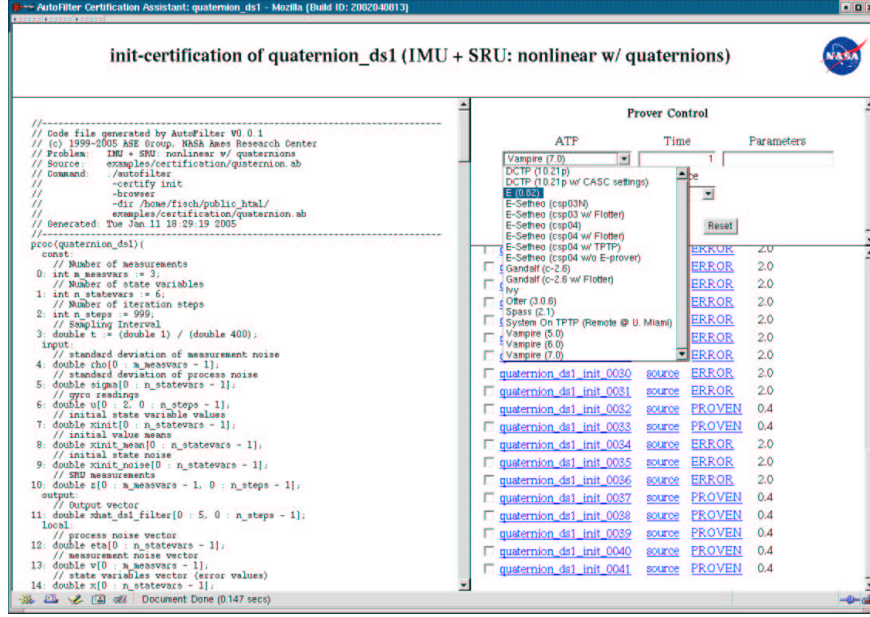 AutoFilter Certification Assistant: quaternion_ds1 - Mozilla {Build ID: 2002040813}
init-certification of quaternion_ds1 (IMU + SRU: nonlinear w/ quaternions)
NASA
//
// Code file generated by AutoFilter V0.0.1
// (c) 1999-2005 ASE Group, NASA Ames Research Center
// Problem: IMU + SRU: nonlinear w/ quaternions
// Source: examples/certification/quaternion.ab
// Command: ./autofilter
// -certify init
// -browser
// -dir /home/fisch/public_html/
// examples/certification/quaternion.ab
// Generated: Tue Jan 11 18:29:19 2005
//
proc(quaternion_ds1){
const:
// Number of measurements
0: int n_measvars := 3;
// Number of state variables
1: int n_statevars := 6;
// Number of iteration steps
2: int n_steps := 999;
// Sampling Interval
3: double t := (double 1) / (double 400);
input:
// standard deviation of measurement noise
4: double rho[0 : n_measvars - 1];
// standard deviation of process noise
5: double sigma[0 : n_statevars - 1];
// gyro readings
6: double u[0 : 2, 0 : n_steps - 1];
// initial state variable values
7: double xinit[0 : n_statevars - 1];
// initial value means
8: double xinit_mean[0 : n_statevars - 1];
// initial state noise
9: double xinit_noise[0 : n_statevars - 1];
// SRU measurements
10: double z[0 : n_measvars - 1, 0 : n_steps - 1];
output:
// Output vector
11: double xhat_ds1_filter[0 : 5, 0 : n_steps - 1];
local:
// process noise vector
12: double eta[0 : n_statevars - 1];
// measurement noise vector
13: double v[0 : n_measvars - 1];
// state variables vector (error values)
14: double x[0 : n_statevars - 1];
Prover Control
ATP Time Parameters
Vampire (7.0) 1
DCTP (10.21p)
DCTP (10.21p w/ CASC settings)
E (0.82)
E-Setheo (csp03N)
E-Setheo (csp03 w/ Flotter)
E-Setheo (csp04)
E-Setheo (csp04 w/ Flotter)
E-Setheo (csp04 w/ TPTP)
E-Setheo (csp04 w/o E-prover)
Gandalf (c-2.6)
Gandalf (c-2.6 w/ Flotter)
Ivy
Otter (3.0.6)
Spass (2.1)
System On TPTP (Remote @ U. Miami)
Vampire (5.0)
Vampire (6.0)
Vampire (7.0)
Reset
ERROR 2.0
ERROR 2.0
ERROR 2.0
ERROR 2.0
ERROR 2.0
ERROR 2.0
ERROR 2.0
quaternion_ds1_init_0030 source ERROR 2.0
quaternion_ds1_init_0031 source ERROR 2.0
quaternion_ds1_init_0032 source PROVEN 0.4
quaternion_ds1_init_0033 source PROVEN 0.4
quaternion_ds1_init_0034 source ERROR 2.0
quaternion_ds1_init_0035 source ERROR 2.0
quaternion_ds1_init_0036 source ERROR 2.0
quaternion_ds1_init_0037 source PROVEN 0.4
quaternion_ds1_init_0038 source PROVEN 0.4
quaternion_ds1_init_0039 source PROVEN 0.4
quaternion_ds1_init_0040 source PROVEN 0.4
quaternion_ds1_init_0041 source PROVEN 0.4
Document: Done (0.147 secs)